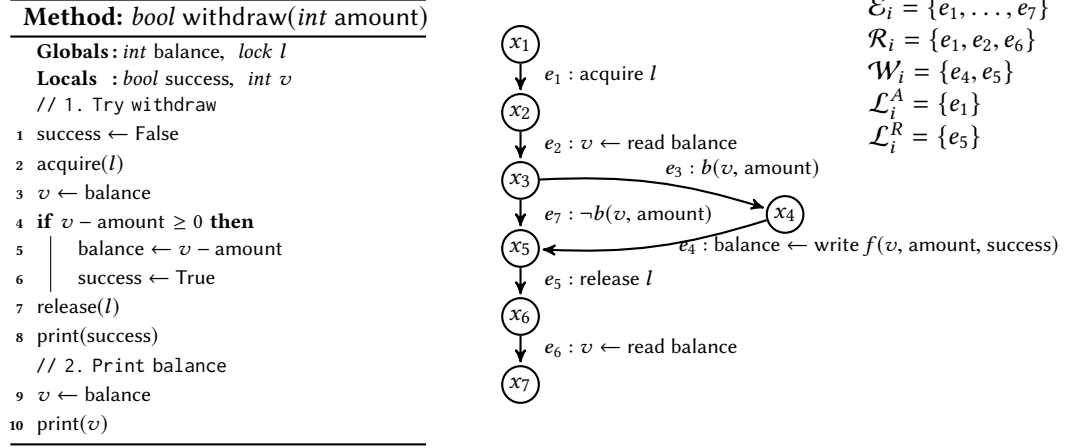 Method: bool withdraw(int amount)
Globals: int balance, lock l
Locals : bool success, int v
// 1. Try withdraw
1 success ← False
2 acquire(l)
3 v ← balance
4 if v − amount ≥ 0 then
5 balance ← v − amount
6 success ← True
7 release(l)
8 print(success)
// 2. Print balance
9 v ← balance
10 print(v)
x₁
e₁ : acquire l
x₂
e₂ : v ← read balance
x₃
e₃ : b(v, amount)
e₇ : ¬b(v, amount)
x₄
x₅
e₄ : balance ← write f(v, amount, success)
e₅ : release l
x₆
e₆ : v ← read balance
x₇
ℰᵢ = {e₁, . . . , e₇}
ℛᵢ = {e₁, e₂, e₆}
𝒲ᵢ = {e₄, e₅}
ℒᵢᴬ = {e₁}
ℒᵢᴿ = {e₅}